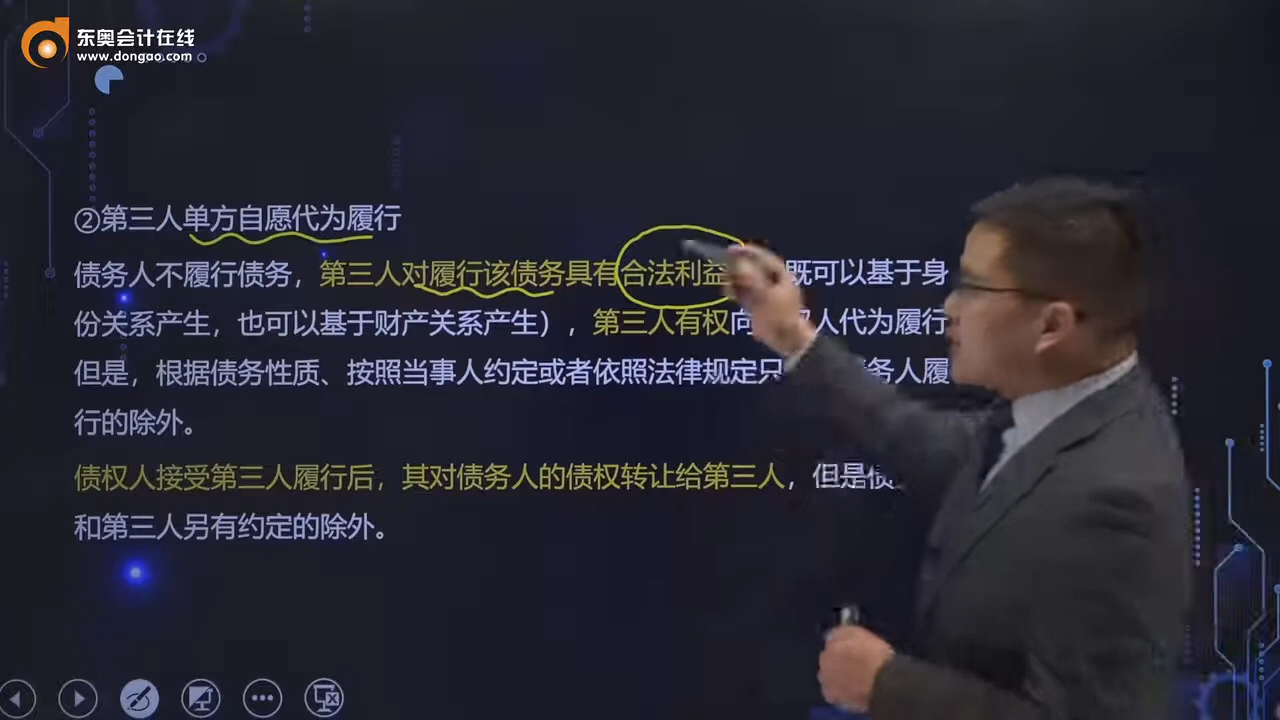 东奥会计在线
www.dongao.com
②第三人单方自愿代为履行
债务人不履行债务，第三人对履行该债务具有合法利益 既可以基于身
份关系产生，也可以基于财产关系产生），第三人有权向 人代为履行
但是，根据债务性质、按照当事人约定或者依照法律规定只 务人履
行的除外。
债权人接受第三人履行后，其对债务人的债权转让给第三人，但是债
和第三人另有约定的除外。